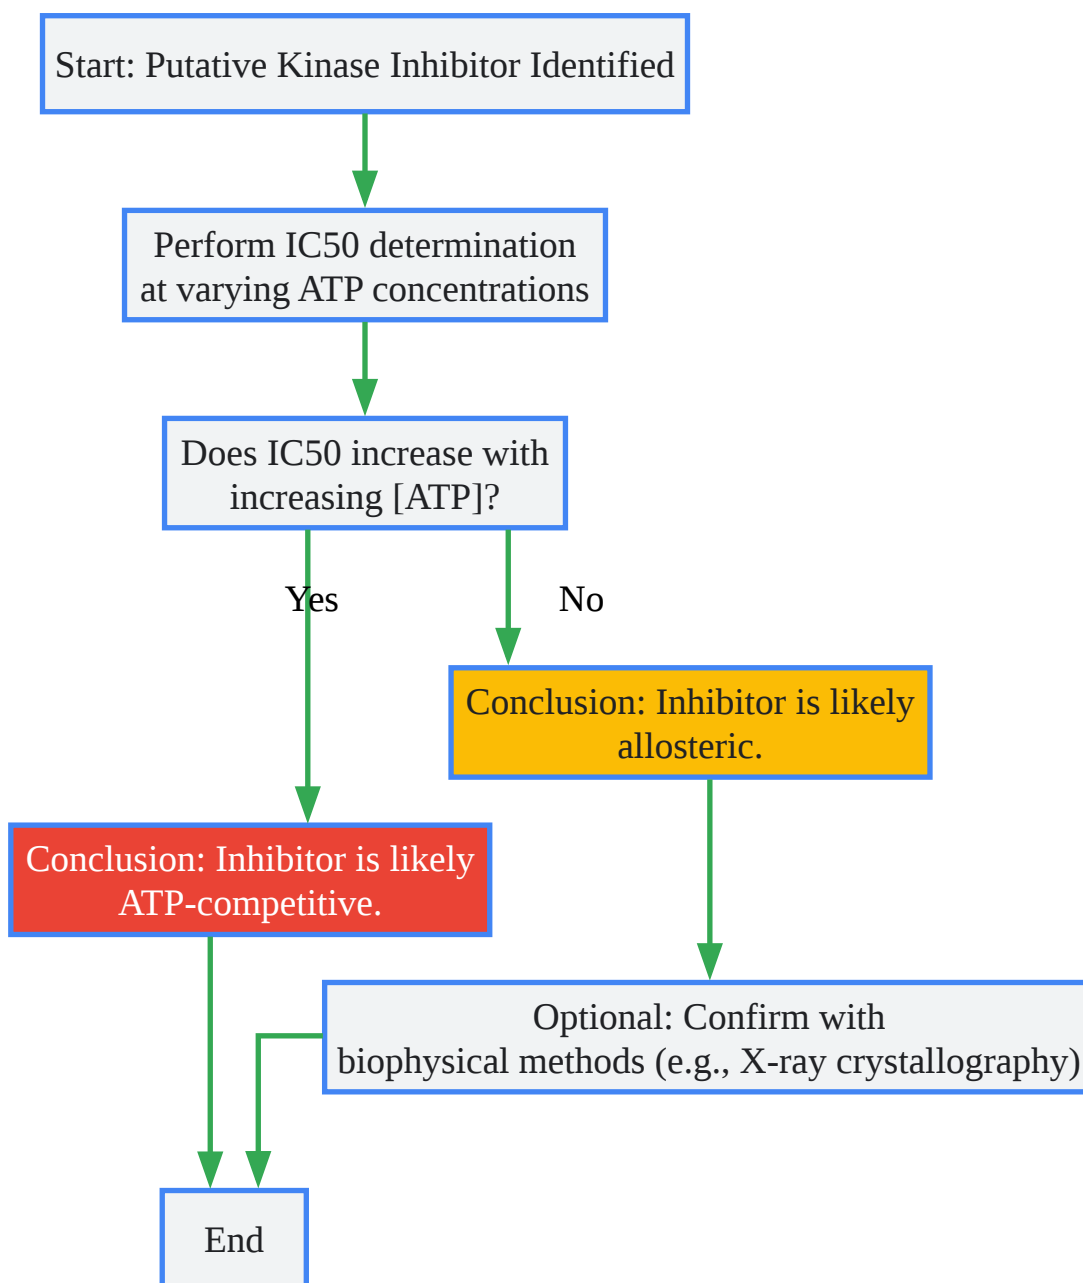 Start: Putative Kinase Inhibitor Identified
Perform IC50 determination
at varying ATP concentrations
Does IC50 increase with
increasing [ATP]?
Yes
No
Conclusion: Inhibitor is likely
allosteric.
Conclusion: Inhibitor is likely
ATP-competitive.
Optional: Confirm with
biophysical methods (e.g., X-ray crystallography)
End